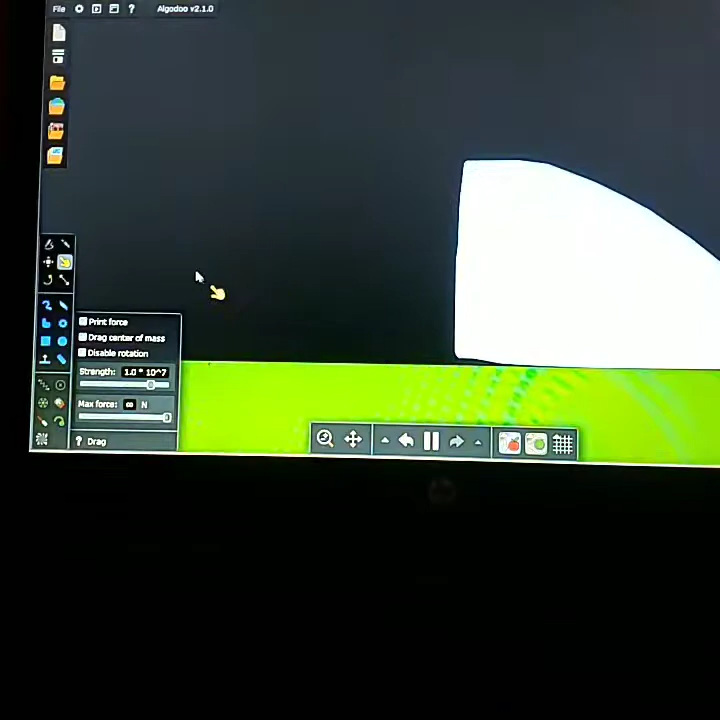 File ? Algodoo v2.1.0
Print force
Drag center of mass
Disable rotation
Strength: 1.0 * 10^7
Max force: ∞ N
? Drag